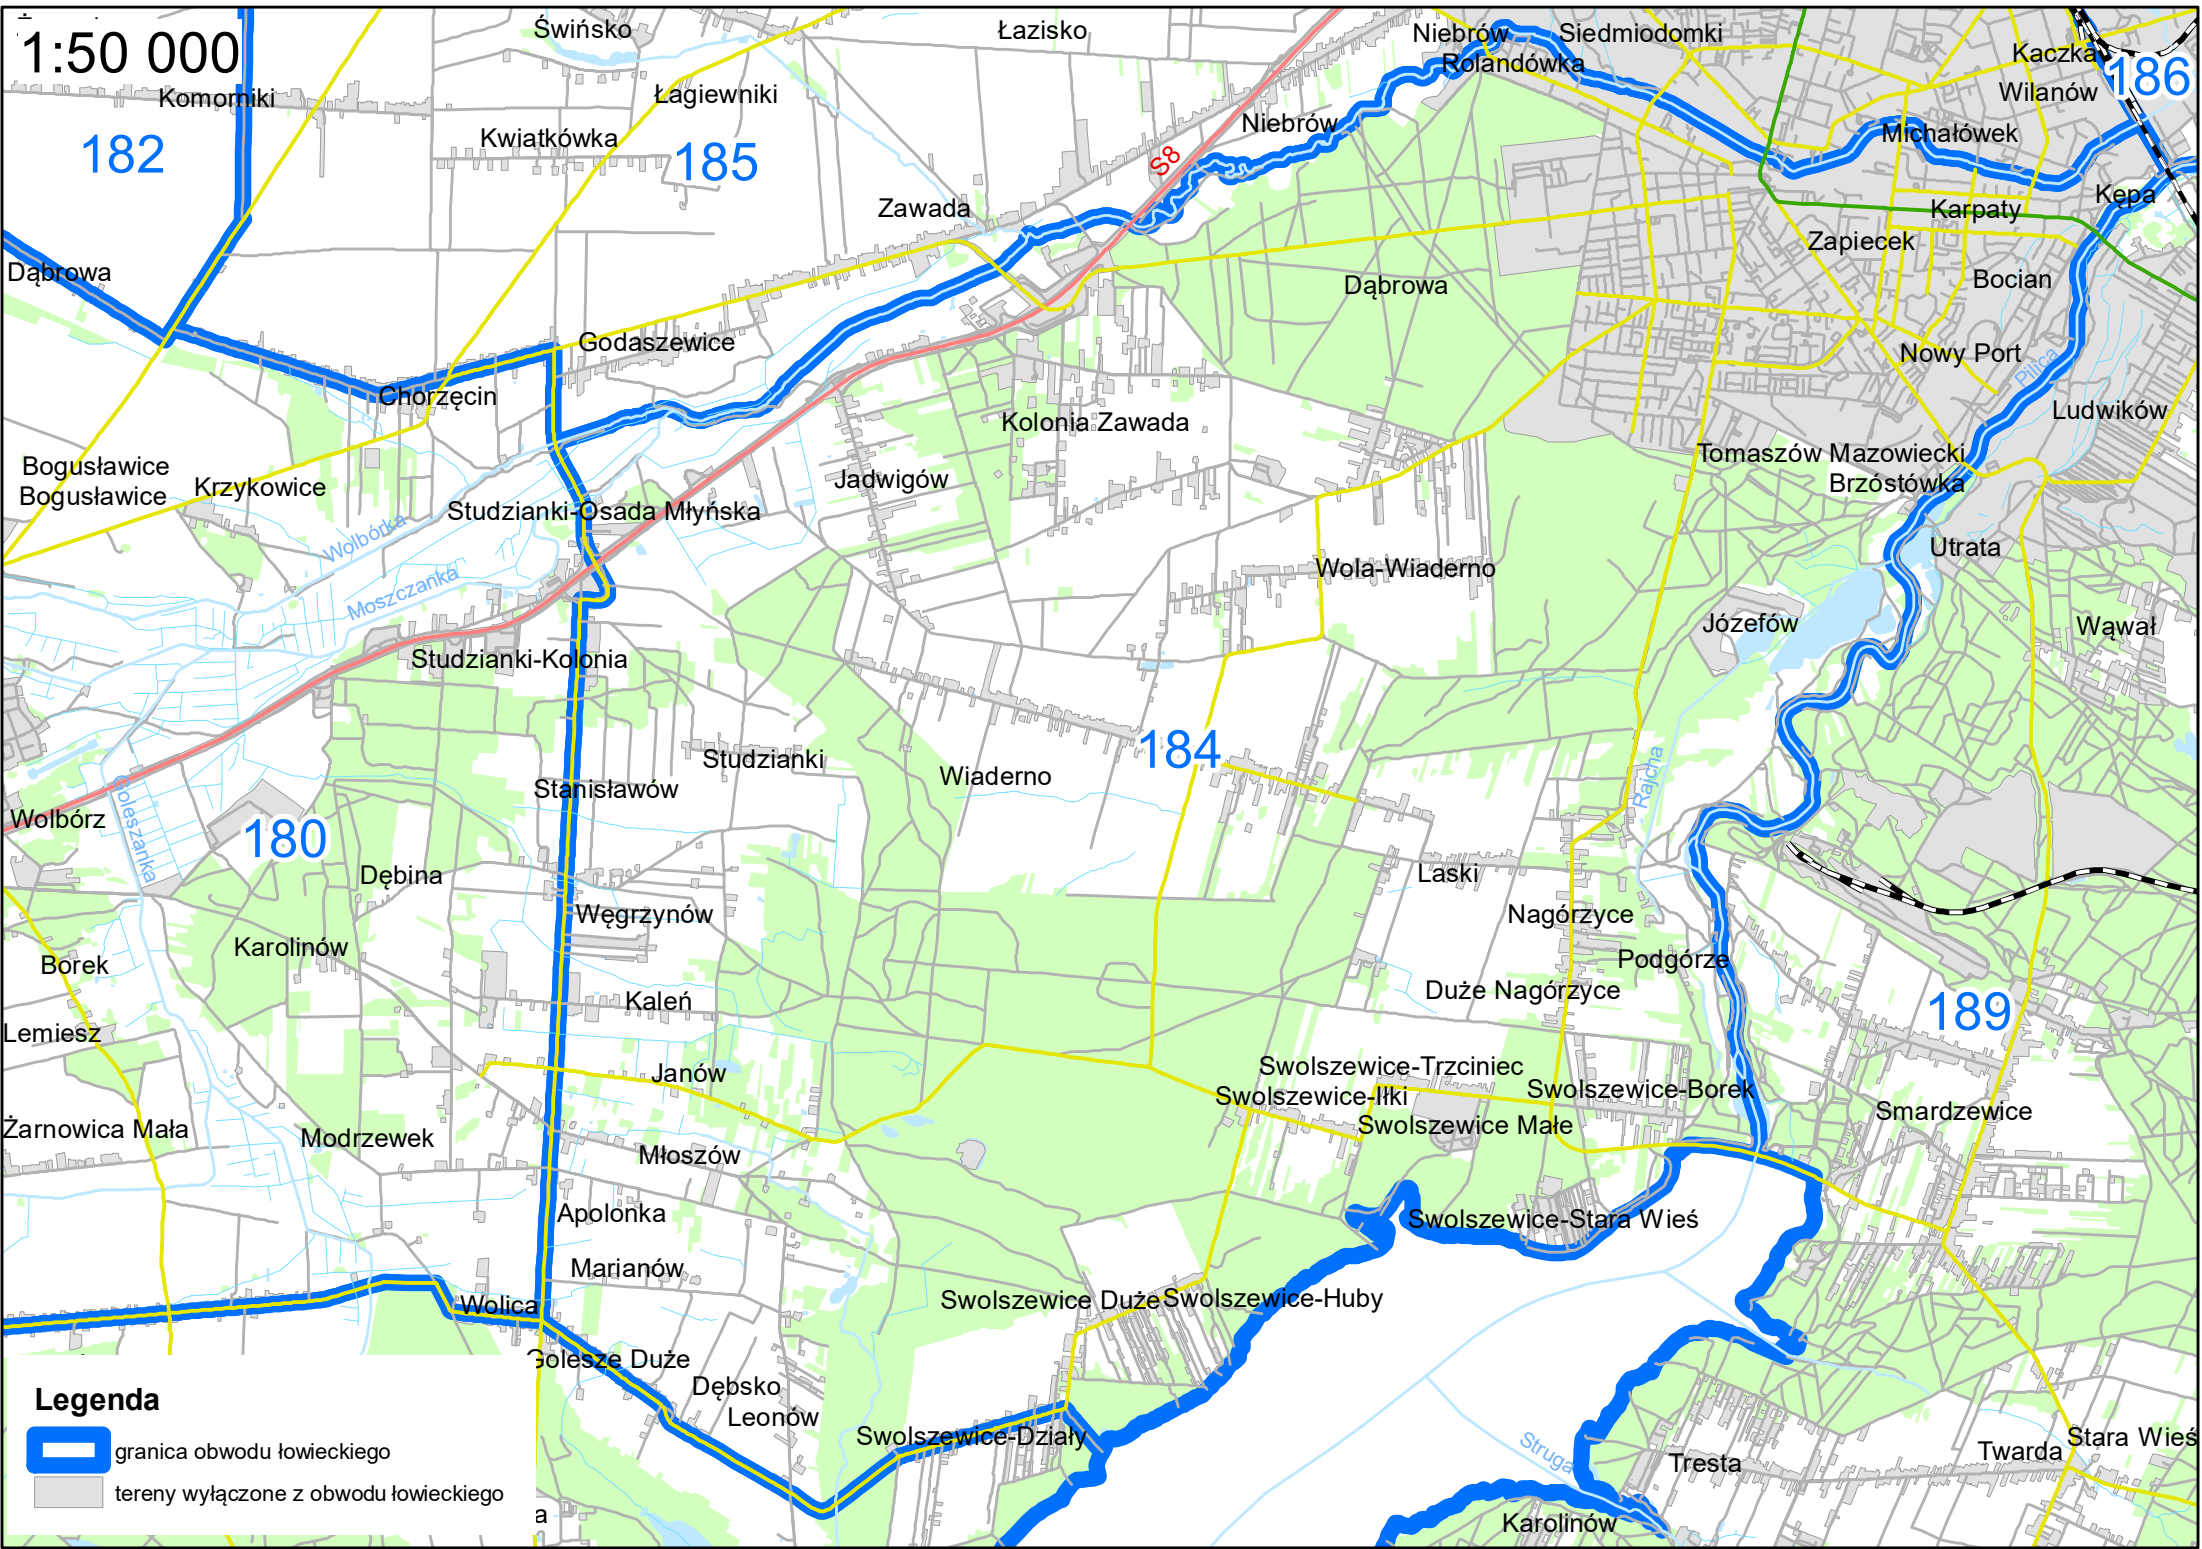 1:50 000
Świńsko
Łazisko
Niebrów
Siedmiodomki
Rolandówka
Kaczka
186
Wilanów
Komorniki
Łagiewniki
Kwiatkówka
Niebrów
Michałówek
182
185
S8
Zawada
Kępa
Karpaty
Zapiecek
Dąbrowa
Dąbrowa
Bocian
Godaszewice
Nowy Port
Pilica
Chorzęcin
Kolonia Zawada
Ludwików
Bogusławice
Bogusławice
Krzykowice
Jadwigów
Tomaszów Mazowiecki
Brzóstówka
Studzianki-Osada Młyńska
Wolbórka
Utrata
Wola-Wiaderno
Moszczanka
Józefów
Wąwał
Studzianki-Kolonia
184
Studzianki
Wiaderno
Stanisławów
Rajcha
Goleszanka
Wolbórz
180
Dębina
Laski
Węgrzynów
Nagórzyce
Karolinów
Borek
Podgórze
Kaleń
Duże Nagórzyce
189
Lemiesz
Janów
Swolszewice-Trzciniec
Swolszewice-Iłki
Swolszewice-Borek
Swolszewice Małe
Smardzewice
Żarnowica Mała
Modrzewek
Młoszów
Apolonka
Swolszewice-Stara Wieś
Marianów
Wolica
Swolszewice Duże
Swolszewice-Huby
Golesze Duże
Dębsko
Leonów
Swolszewice-Działy
Struga
Tresta
Twarda
Stara Wieś
Karolinów
Legenda
granica obwodu łowieckiego
tereny wyłączone z obwodu łowieckiego